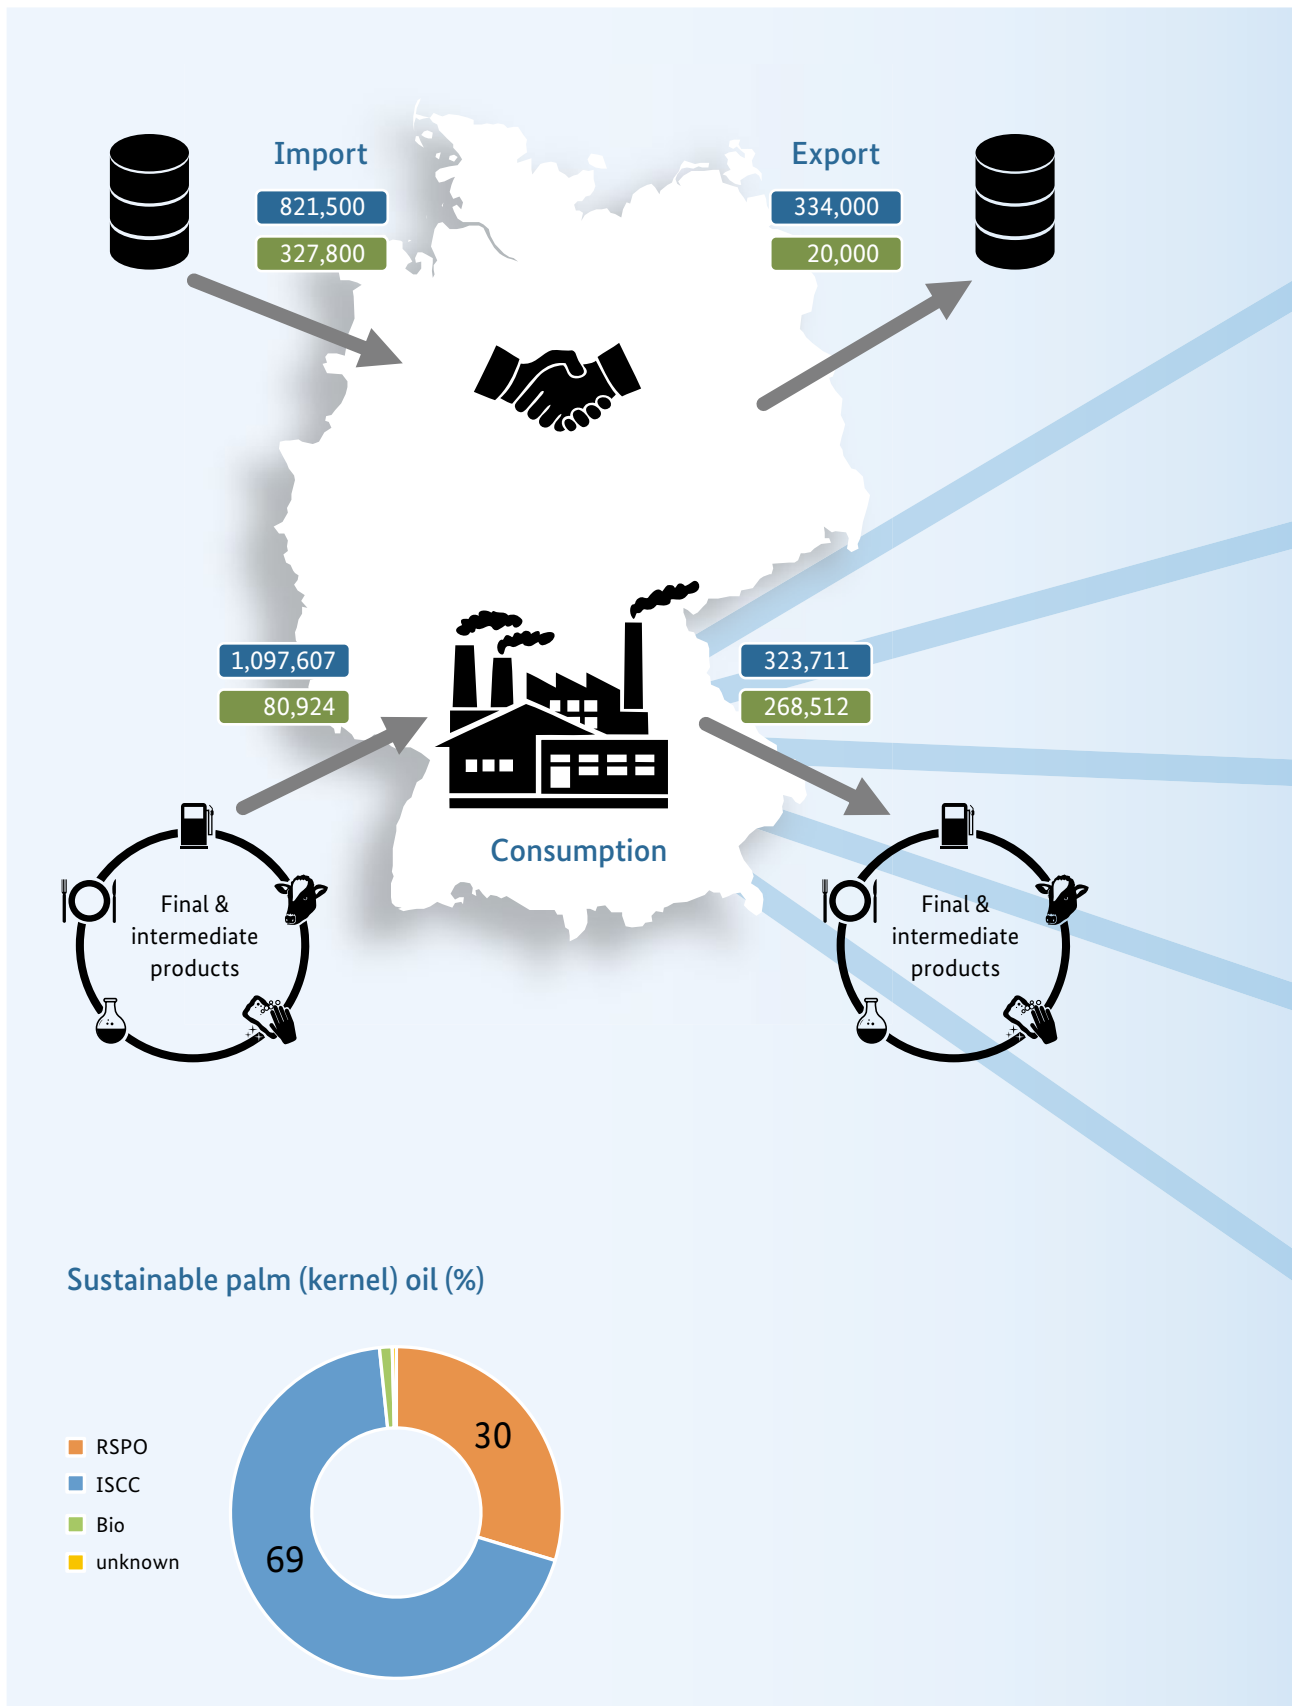 Import
821,500
327,800
Export
334,000
20,000
1,097,607
80,924
323,711
268,512
Consumption
Final &
intermediate
products
Final &
intermediate
products
Sustainable palm (kernel) oil (%)
RSPO
ISCC
Bio
unknown
30
69